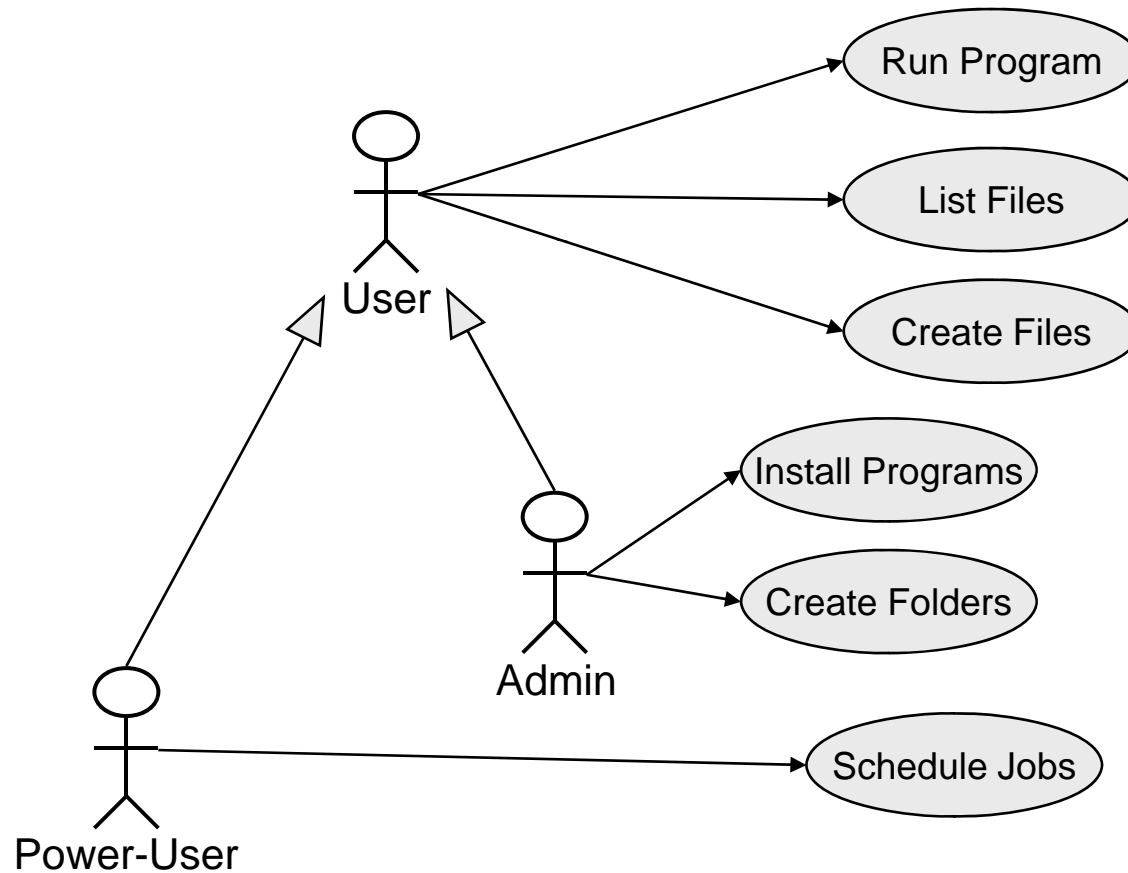 Run Program
List Files
User
Create Files
Install Programs
Create Folders
Admin
Schedule Jobs
Power-User